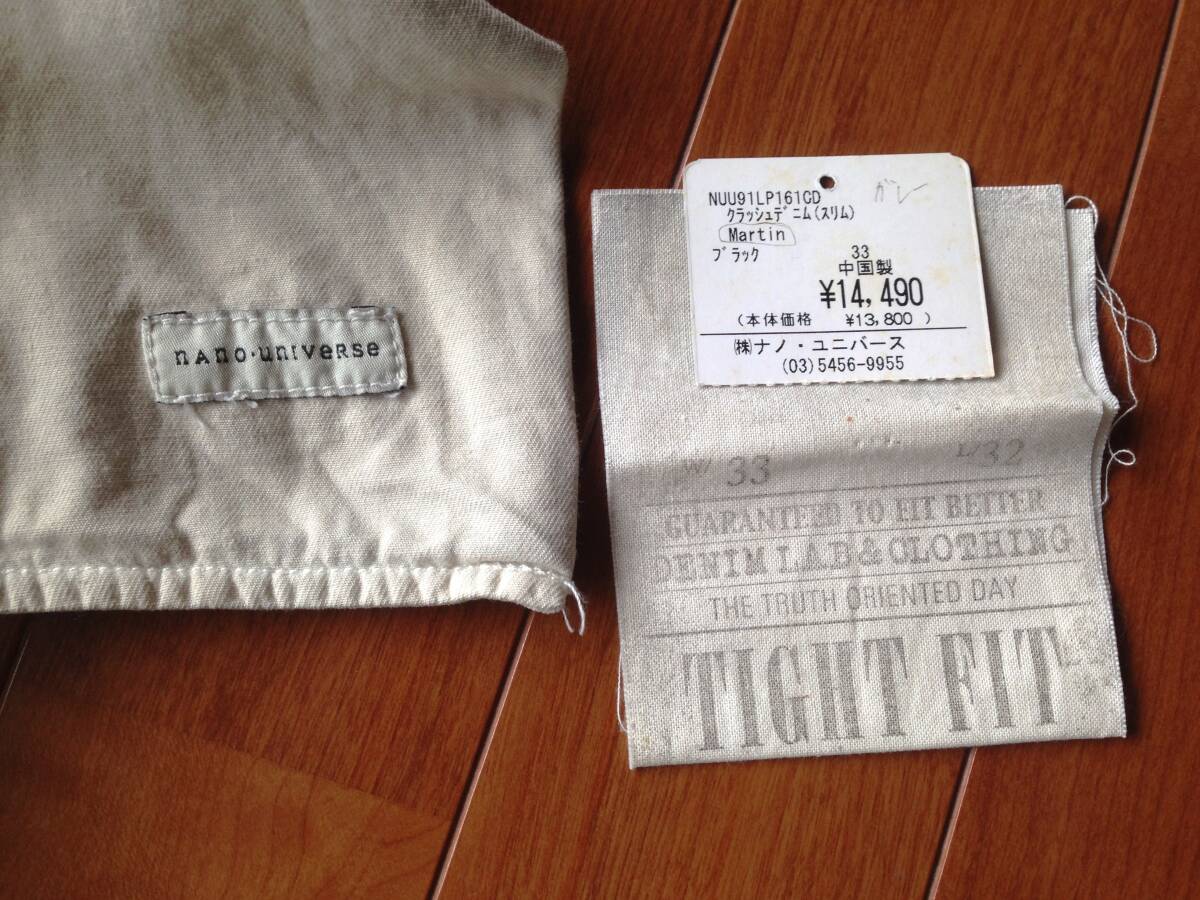 nano・universe
NUU91LP161CD
ガレ
クラッシュデニム(スリム)
Martin
ブラック
33
中国製
¥14,490
(本体価格 ¥13,800 )
㈱ナノ・ユニバース
(03)5456-9955
W/ 33 L/32
GUARANTEED TO FIT BETTER
DENIM LAB & CLOTHING
THE TRUTH ORIENTED DAY
TIGHT FIT